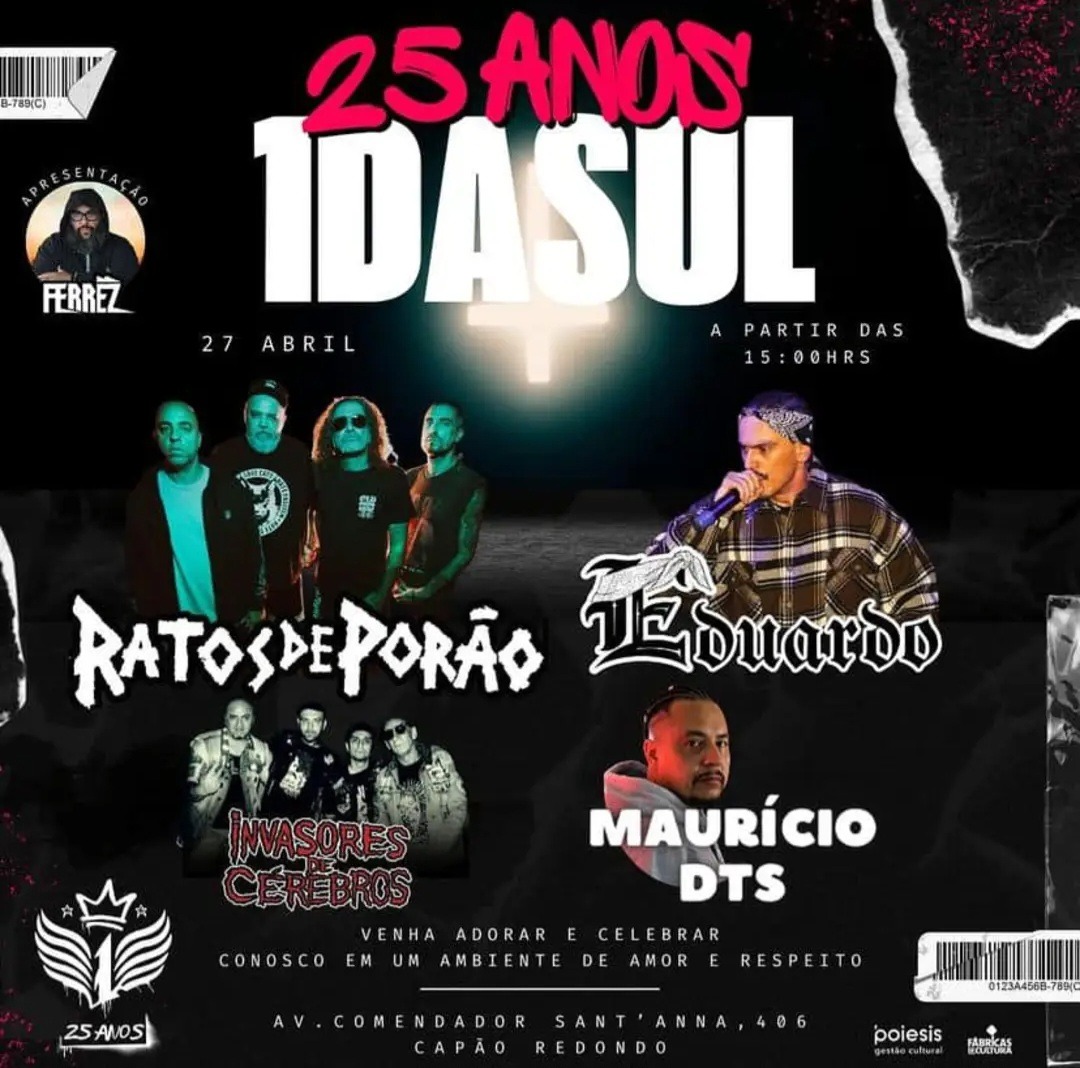 25 ANOS
1DASUL
B-789(C)
APRESENTAÇÃO
FERRÉZ
27 ABRIL
A PARTIR DAS
15:00HRS
RATOS DE PORÃO
Eduardo
INVASORES
DE
CÉREBROS
MAURÍCIO
DTS
VENHA ADORAR E CELEBRAR
CONOSCO EM UM AMBIENTE DE AMOR E RESPEITO
1
25 ANOS
0123A456B-789(C
AV.COMENDADOR SANT'ANNA,406
CAPÃO REDONDO
poiesis
gestão cultural
FÁBRICAS
DE CULTURA